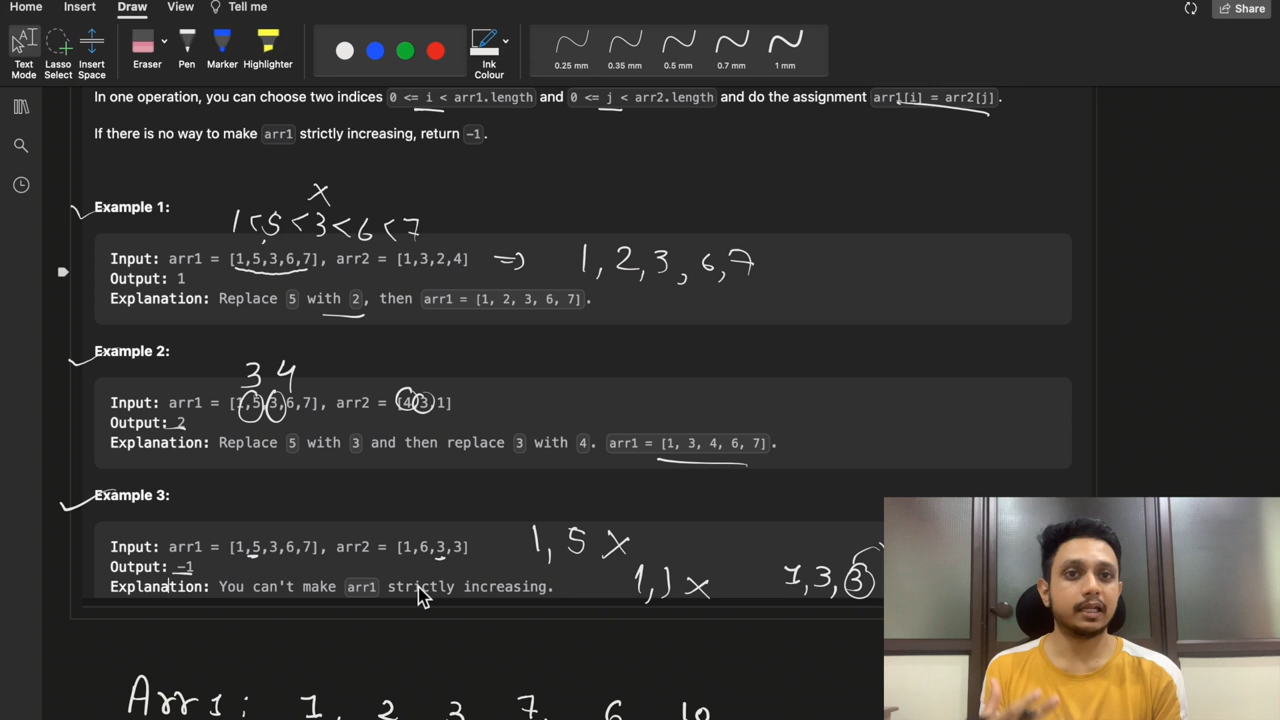 Home Insert Draw View Tell me Share
Text Mode Lasso Select Insert Space Eraser Pen Marker Highlighter Ink Colour 0.25 mm 0.35 mm 0.5 mm 0.7 mm 1 mm
In one operation, you can choose two indices 0 <= i < arr1.length and 0 <= j < arr2.length and do the assignment arr1[i] = arr2[j].
If there is no way to make arr1 strictly increasing, return -1.
x
Example 1:
1 < 5 < 3 < 6 < 7
Input: arr1 = [1,5,3,6,7], arr2 = [1,3,2,4] => 1, 2, 3, 6, 7
Output: 1
Explanation: Replace 5 with 2, then arr1 = [1, 2, 3, 6, 7].
Example 2:
3 4
Input: arr1 = [1,5,3,6,7], arr2 = [4,3,1]
Output: 2
Explanation: Replace 5 with 3 and then replace 3 with 4. arr1 = [1, 3, 4, 6, 7].
Example 3:
Input: arr1 = [1,5,3,6,7], arr2 = [1,6,3,3] 1, 5 x
Output: -1
Explanation: You can't make arr1 strictly increasing. 1, 1 x 1, 3, 3
Arr1: 1, 2 3 7, 6 10